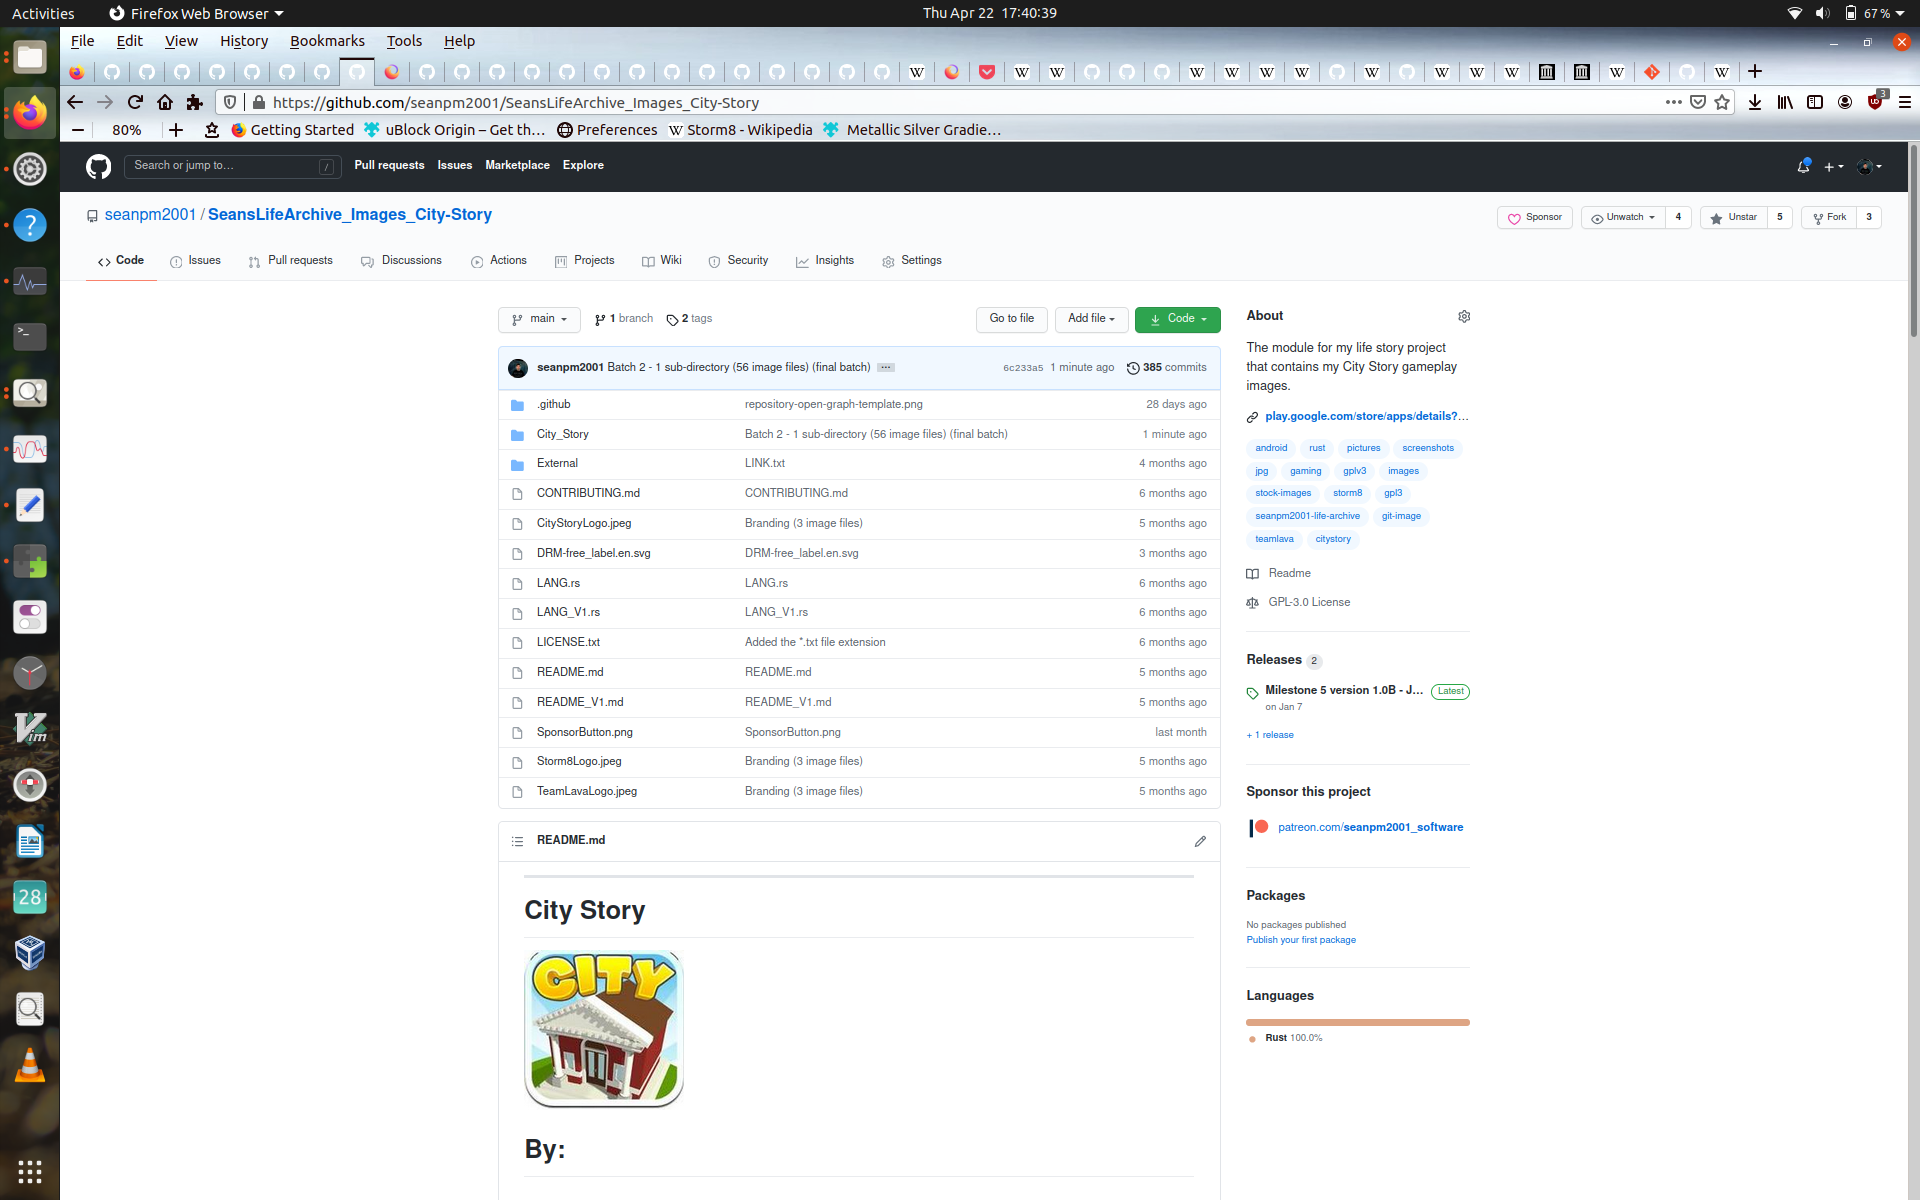 Activities Firefox Web Browser Thu Apr 22 17:40:39 67 %
File Edit View History Bookmarks Tools Help
https://github.com/seanpm2001/SeansLifeArchive_Images_City-Story 3
80% Getting Started uBlock Origin – Get th… Preferences Storm8 - Wikipedia Metallic Silver Gradie…
Search or jump to… / Pull requests Issues Marketplace Explore
seanpm2001 / SeansLifeArchive_Images_City-Story Sponsor Unwatch 4 Unstar 5 Fork 3
Code Issues Pull requests Discussions Actions Projects Wiki Security Insights Settings
main 1 branch 2 tags Go to file Add file Code
seanpm2001 Batch 2 - 1 sub-directory (56 image files) (final batch) … 6c233a5 1 minute ago 385 commits
.github repository-open-graph-template.png 28 days ago
City_Story Batch 2 - 1 sub-directory (56 image files) (final batch) 1 minute ago
External LINK.txt 4 months ago
CONTRIBUTING.md CONTRIBUTING.md 6 months ago
CityStoryLogo.jpeg Branding (3 image files) 5 months ago
DRM-free_label.en.svg DRM-free_label.en.svg 3 months ago
LANG.rs LANG.rs 6 months ago
LANG_V1.rs LANG_V1.rs 6 months ago
LICENSE.txt Added the *.txt file extension 6 months ago
README.md README.md 5 months ago
README_V1.md README_V1.md 5 months ago
SponsorButton.png SponsorButton.png last month
Storm8Logo.jpeg Branding (3 image files) 5 months ago
TeamLavaLogo.jpeg Branding (3 image files) 5 months ago
README.md
City Story
CITY
By:
About
The module for my life story project
that contains my City Story gameplay
images.
play.google.com/store/apps/details?…
android rust pictures screenshots
jpg gaming gplv3 images
stock-images storm8 gpl3
seanpm2001-life-archive git-image
teamlava citystory
Readme
GPL-3.0 License
Releases 2
Milestone 5 version 1.0B - J… Latest
on Jan 7
+ 1 release
Sponsor this project
patreon.com/seanpm2001_software
Packages
No packages published
Publish your first package
Languages
Rust 100.0%
Vim
28